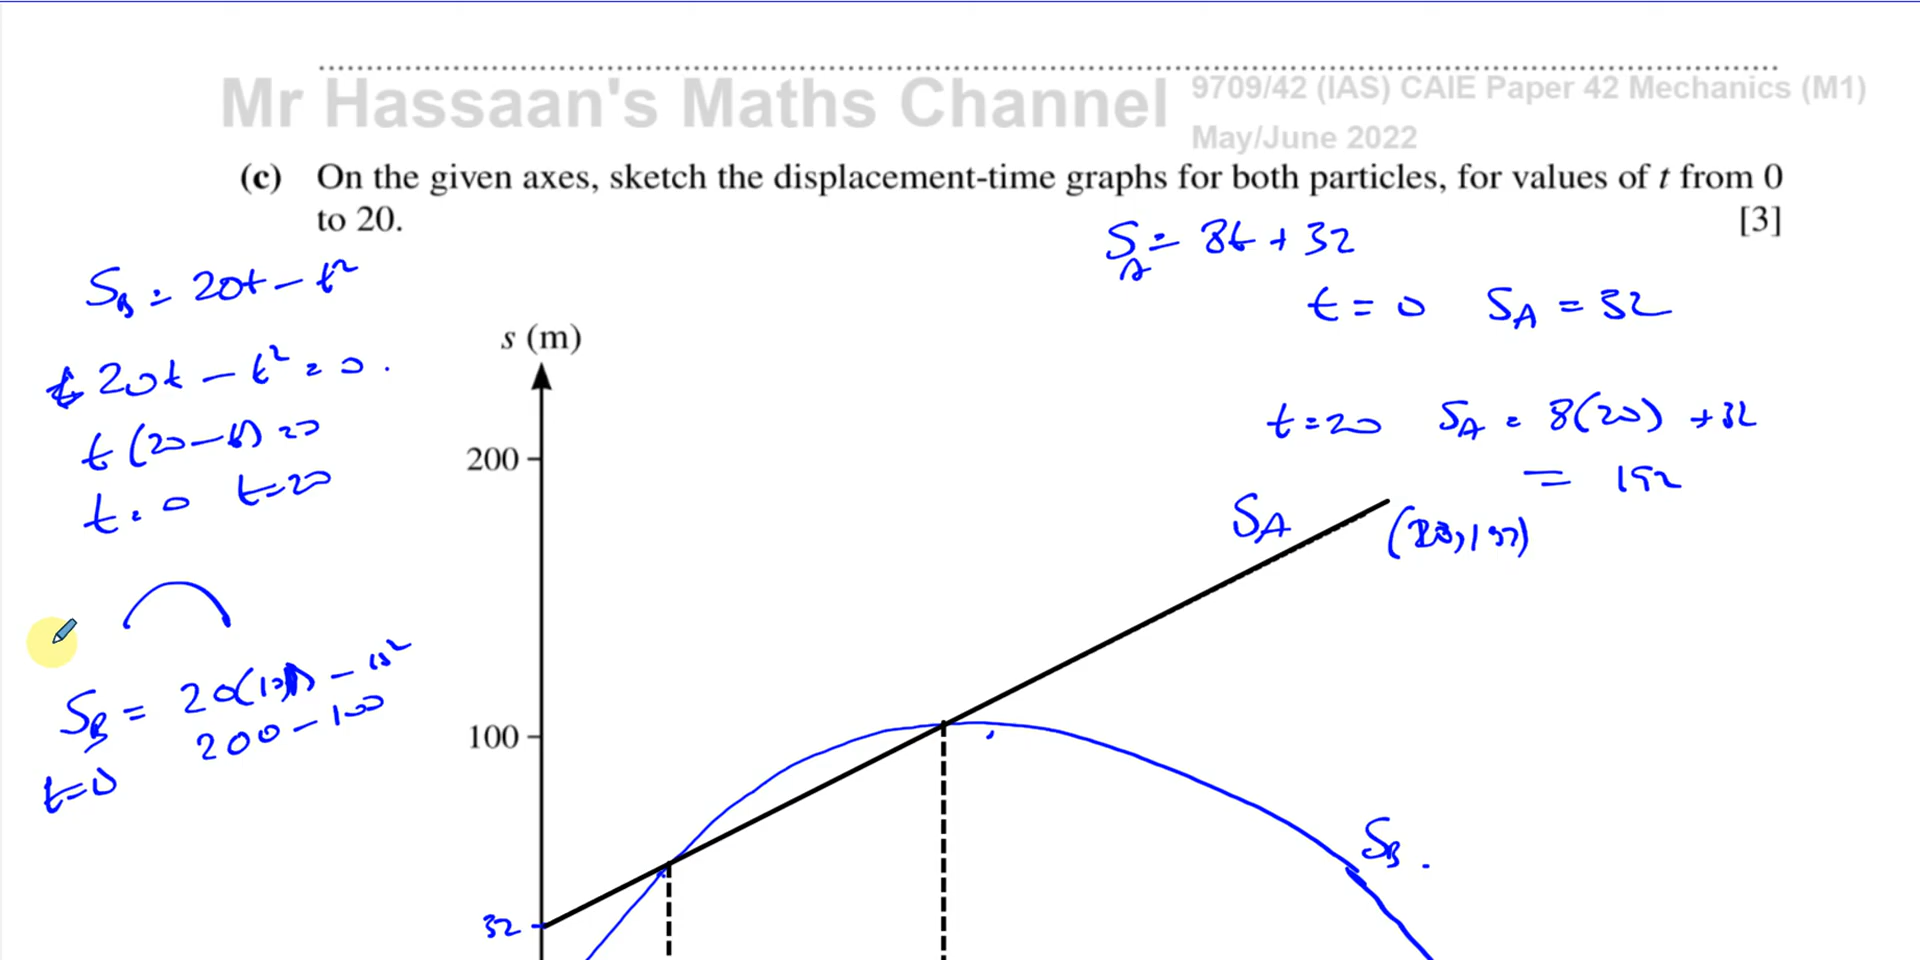 Mr Hassaan's Maths Channel
9709/42 (IAS) CAIE Paper 42 Mechanics (M1)
May/June 2022
(c) On the given axes, sketch the displacement-time graphs for both particles, for values of t from 0
to 20.
[3]
S_A = 8t + 32
t = 0 S_A = 32
t=20 S_A = 8(20) + 32
= 192
S_B = 20t - t²
20t - t² = 0.
t(20-t)=0
t=0 t=20
S_B =
200 - 100
t=0
s (m)
200
100
32
S_A
S_B.